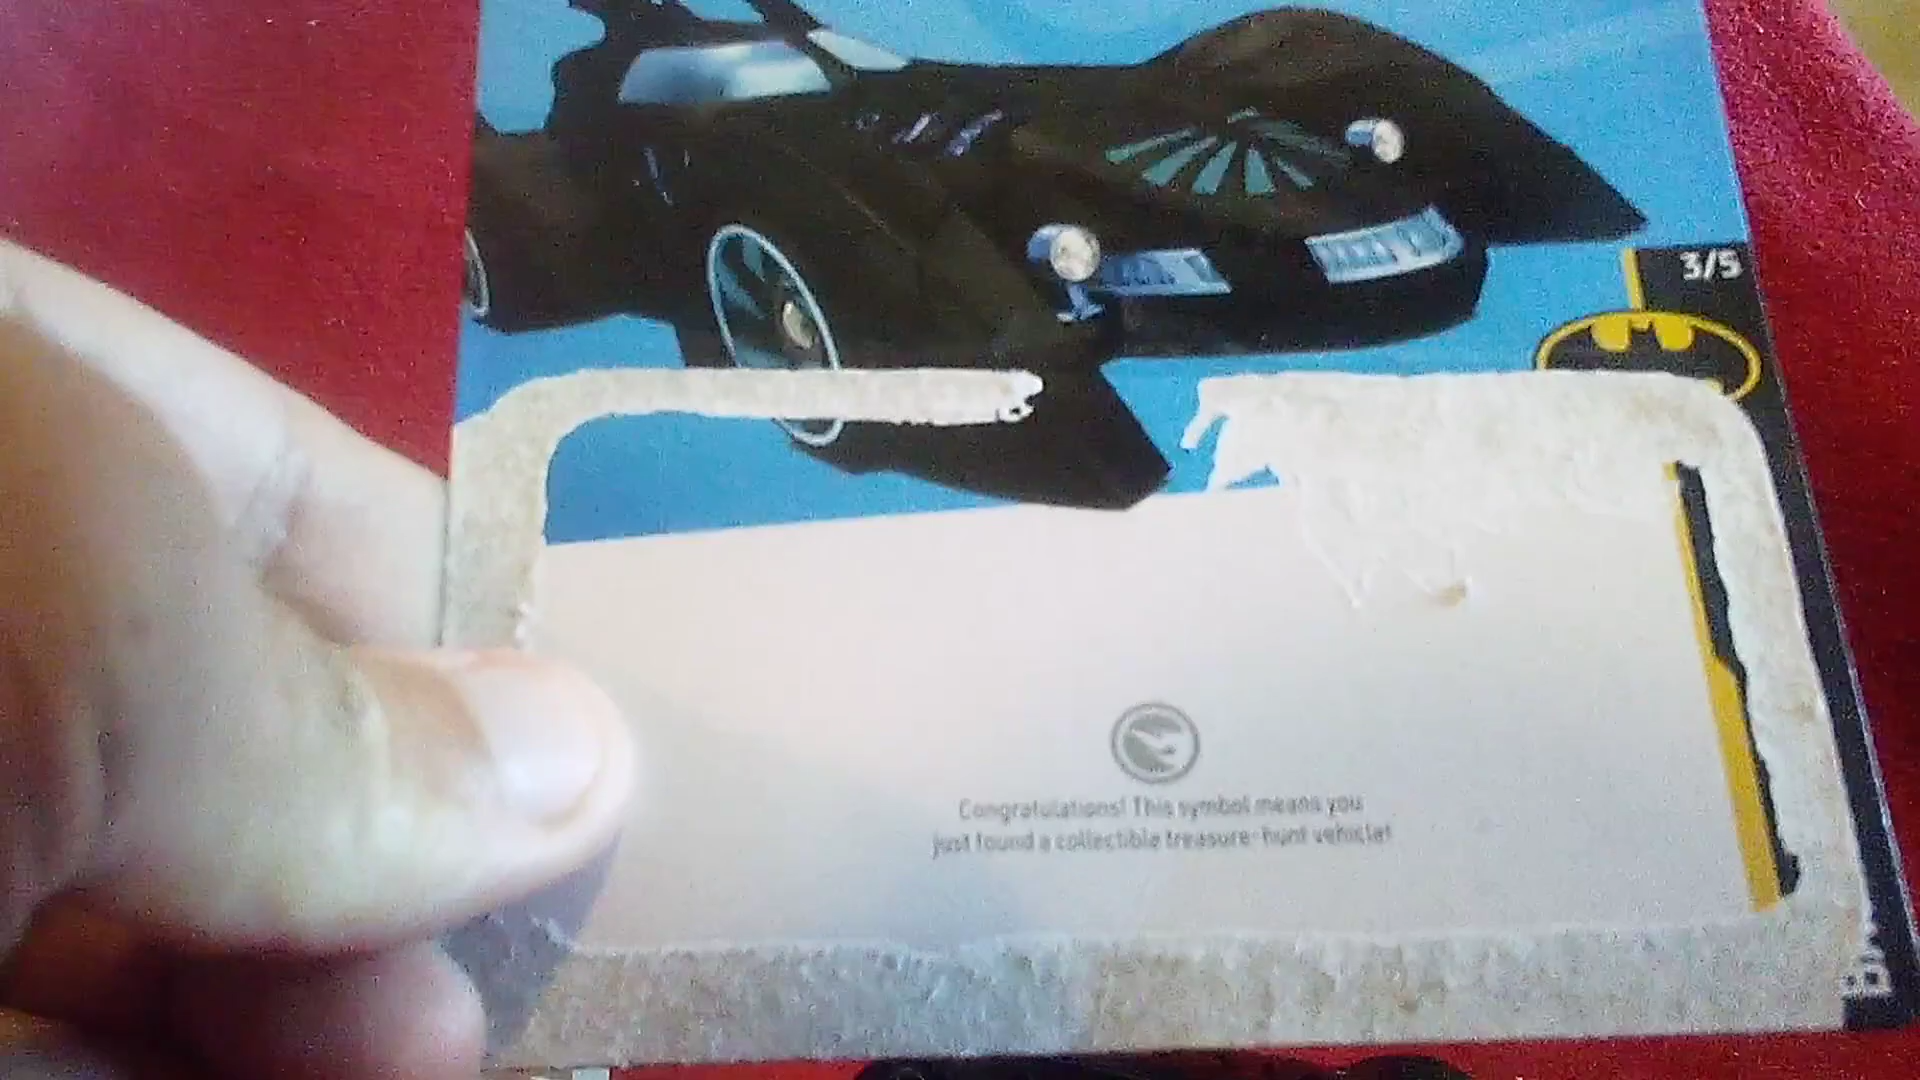 3/5
Congratulations! This symbol means you
just found a collectible treasure-hunt vehicle!